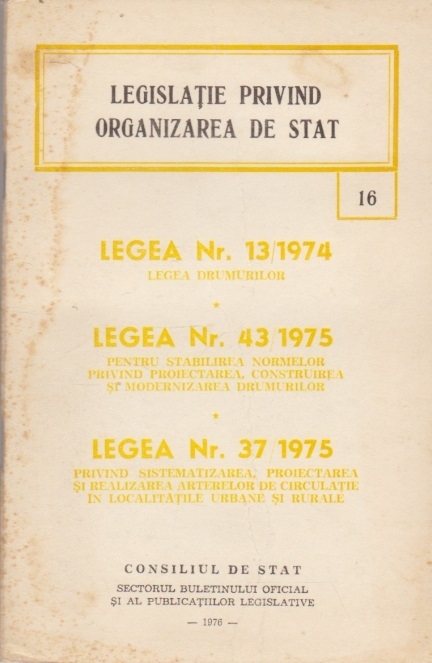 LEGISLAȚIE PRIVIND
ORGANIZAREA DE STAT
16
LEGEA Nr. 13/1974
LEGEA DRUMURILOR
★
LEGEA Nr. 43/1975
PENTRU STABILIREA NORMELOR
PRIVIND PROIECTAREA, CONSTRUIREA
ȘI MODERNIZAREA DRUMURILOR
★
LEGEA Nr. 37/1975
PRIVIND SISTEMATIZAREA, PROIECTAREA
ȘI REALIZAREA ARTERELOR DE CIRCULAȚIE
ÎN LOCALITĂȚILE URBANE ȘI RURALE
CONSILIUL DE STAT
SECTORUL BULETINULUI OFICIAL
ȘI AL PUBLICAȚIILOR LEGISLATIVE
— 1976 —